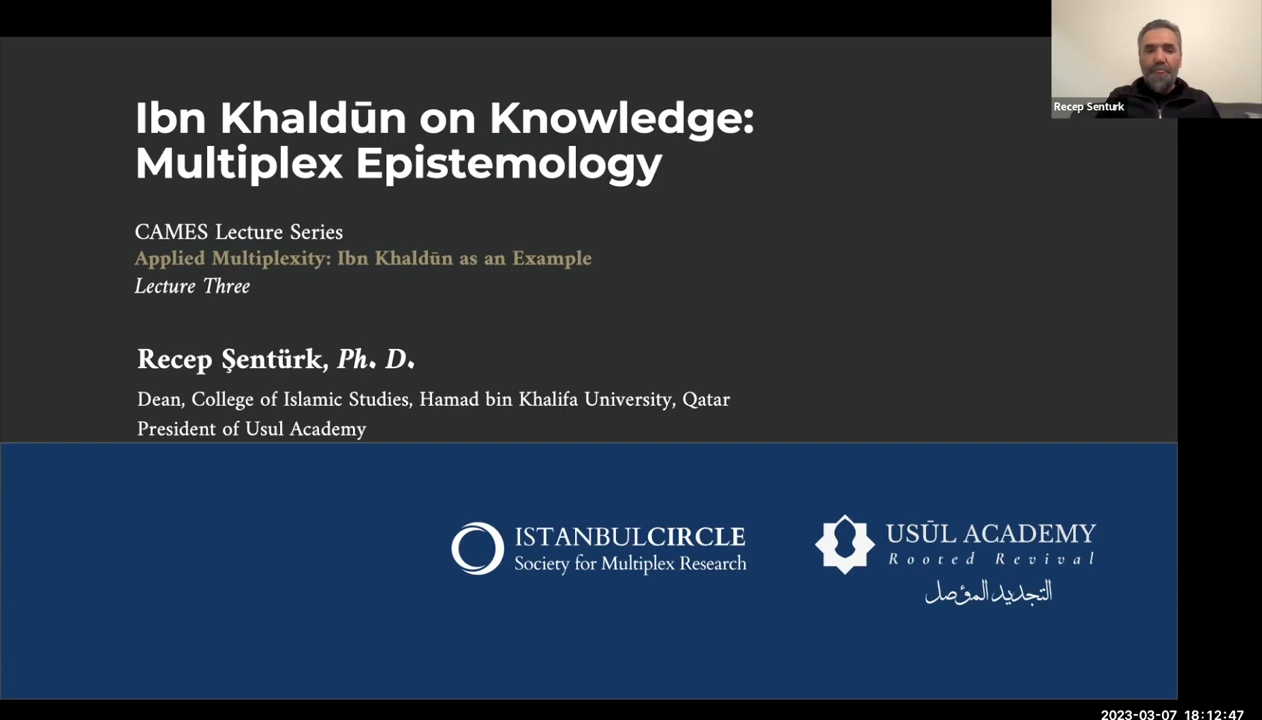 Recep Senturk
Ibn Khaldūn on Knowledge:
Multiplex Epistemology
CAMES Lecture Series
Applied Multiplexity: Ibn Khaldūn as an Example
Lecture Three
Recep Şentürk, Ph. D.
Dean, College of Islamic Studies, Hamad bin Khalifa University, Qatar
President of Usul Academy
ISTANBULCIRCLE
Society for Multiplex Research
USŪL ACADEMY
Rooted Revival
التجديد المؤصل
2023-03-07 18:12:47